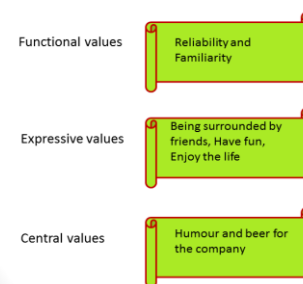 Functional values
Reliability and
Familiarity
Expressive values
Being surrounded by
friends, Have fun,
Enjoy the life
Central values
Humour and beer for
the company